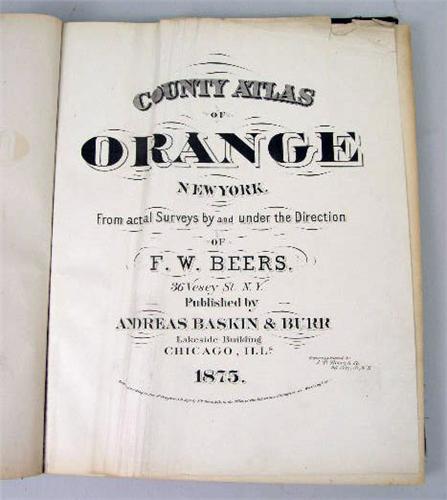 COUNTY ATLAS
OF
ORANGE
NEW YORK.
From actal Surveys by and under the Direction
OF
F. W. BEERS.
36 Vesey St. N.Y.
Published by
ANDREAS BASKIN & BURR
Lakeside Building
CHICAGO, ILLS.
1875.